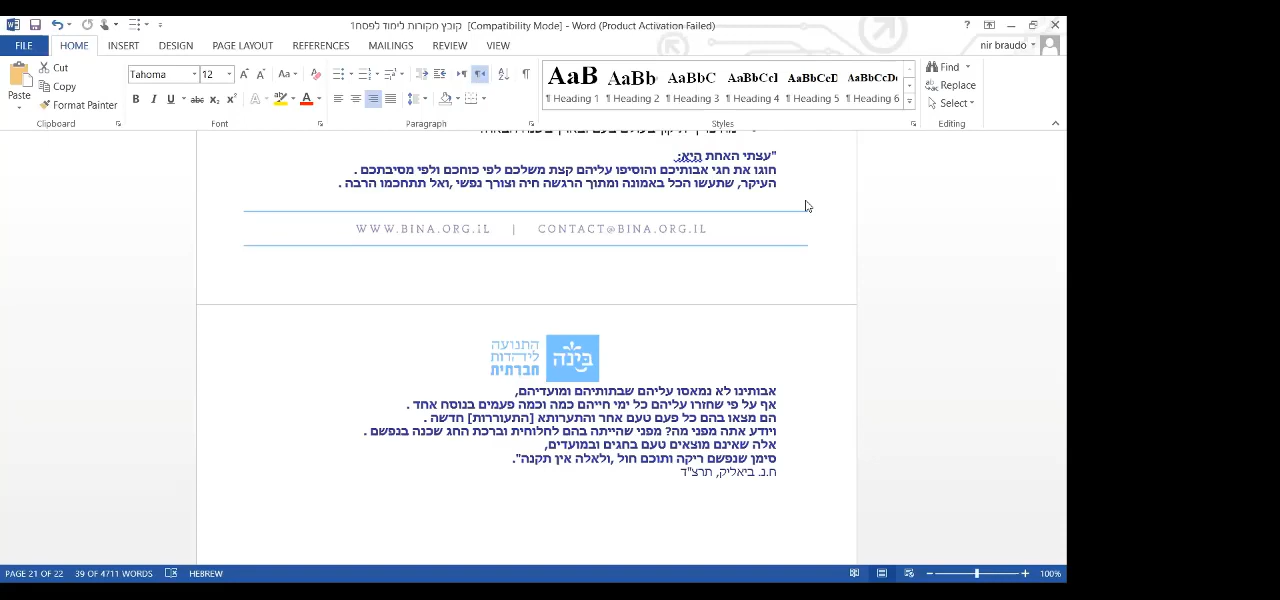 קובץ מקורות לימוד לפסח1 [Compatibility Mode] - Word (Product Activation Failed)
FILE HOME INSERT DESIGN PAGE LAYOUT REFERENCES MAILINGS REVIEW VIEW nir braudo
Paste Cut Copy Format Painter
Tahoma 12 Aa
AaB AaBb AaBbC AaBbCcI AaBbCcD AaBbCcDc
¶ Heading 1 ¶ Heading 2 ¶ Heading 3 ¶ Heading 4 ¶ Heading 5 ¶ Heading 6
Find Replace Select
Clipboard Font Paragraph Styles Editing
"עצתי האחת היא:
חוגו את חגי אבותיכם והוסיפו עליהם קצת משלכם לפי כוחכם ולפי מסיבתכם .
העיקר, שתעשו הכל באמונה ומתוך הרגשה חיה וצורך נפשי ,ואל תתחכמו הרבה .
WWW.BINA.ORG.IL | CONTACT@BINA.ORG.IL
בינה
התנועה
ליהדות
חברתית
אבותינו לא נמאסו עליהם שבתותיהם ומועדיהם,
אף על פי שחזרו עליהם כל ימי חייהם כמה וכמה פעמים בנוסח אחד .
הם מצאו בהם כל פעם טעם אחר והתערותא [התעוררות] חדשה .
ויודע אתה מפני מה? מפני שהייתה בהם לחלוחית וברכת החג שכנה בנפשם .
אלה שאינם מוצאים טעם בחגים ובמועדים,
סימן שנפשם ריקה ותוכם חול ,ולאלה אין תקנה".
ח.נ. ביאליק, תרצ"ד
PAGE 21 OF 22 39 OF 4711 WORDS HEBREW 100%